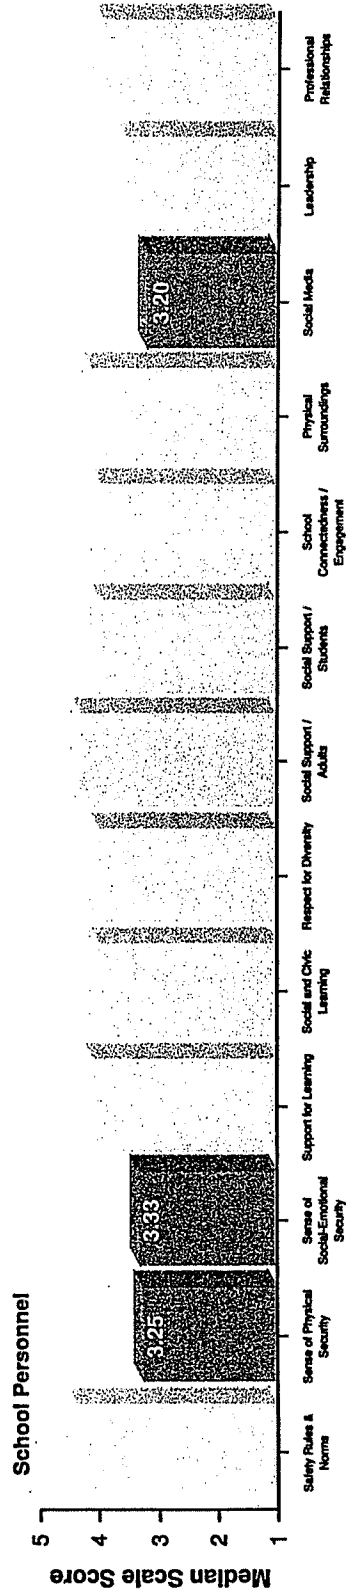 School Personnel
Median Scale Score
5
4
3
2
1
3.25
3.33
3.20
Safety Rules &
Norms
Sense of Physical
Security
Sense of
Social-Emotional
Security
Support for Learning
Social and Civic
Learning
Respect for Diversity
Social Support /
Adults
Social Support /
Students
School
Connectedness /
Engagement
Physical
Surroundings
Social Media
Leadership
Professional
Relationships